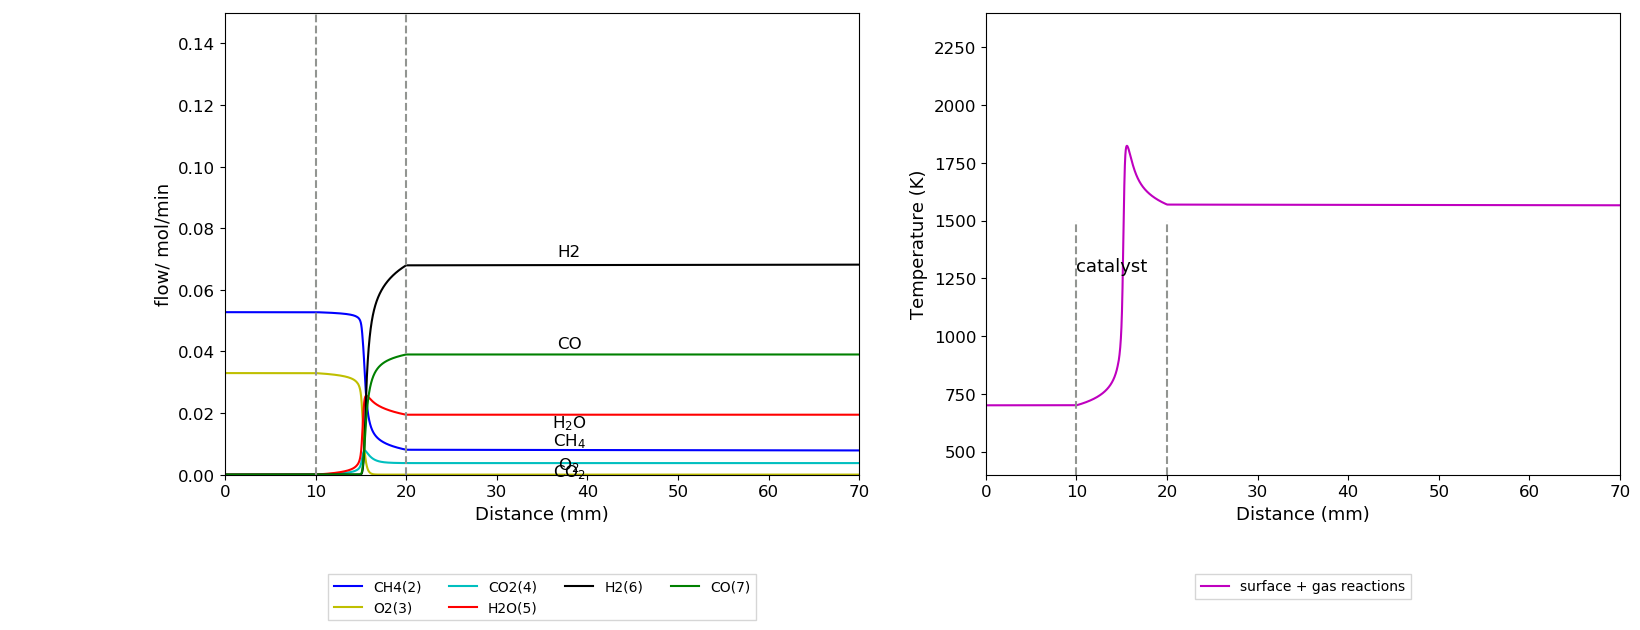 0.14
0.12
0.10
0.08
0.06
0.04
0.02
0.00
flow/ mol/min
H2
CO
H₂O
CH₄
O₂
CO₂
0 10 20 30 40 50 60 70
Distance (mm)
CH4(2) CO2(4) H2(6) CO(7)
O2(3) H2O(5)
2250
2000
1750
1500
1250
1000
750
500
Temperature (K)
catalyst
0 10 20 30 40 50 60 70
Distance (mm)
surface + gas reactions